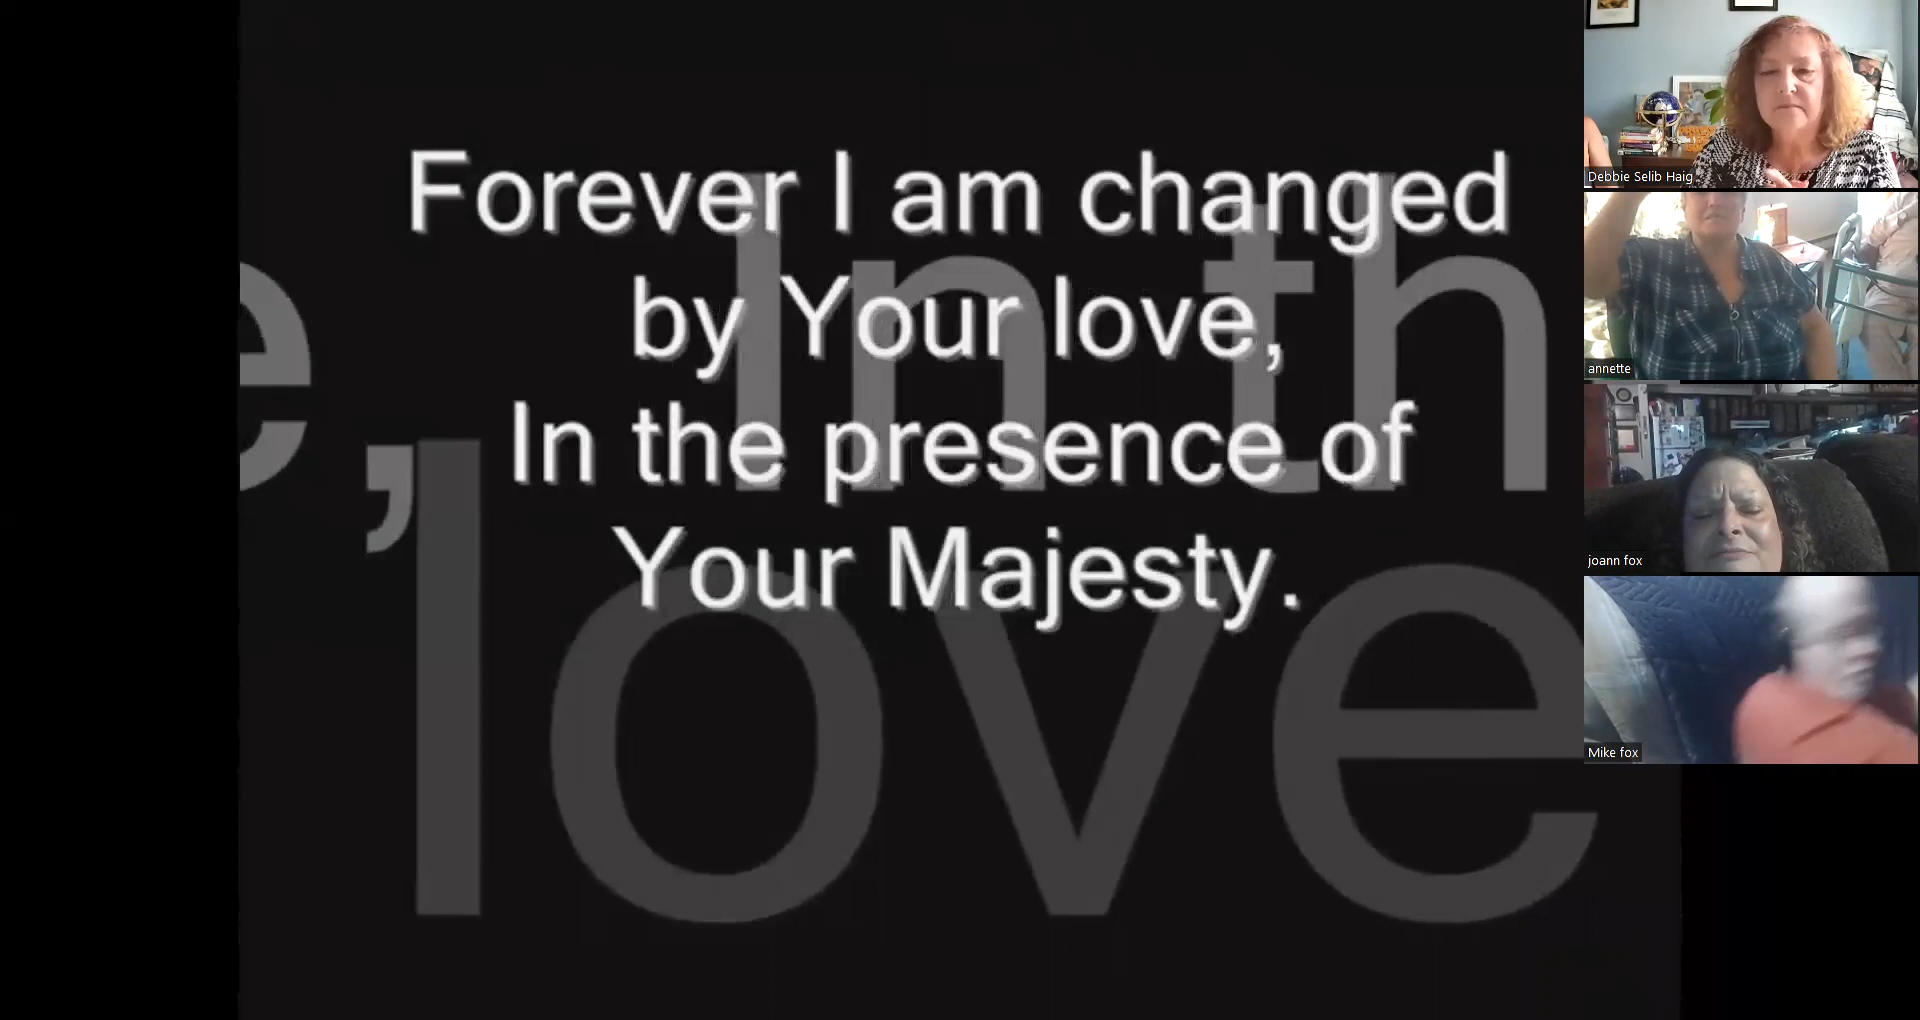 Forever I am changed
by Your love,
In the presence of
Your Majesty.
e, In th
love
Debbie Selib Haig
annette
joann fox
Mike fox